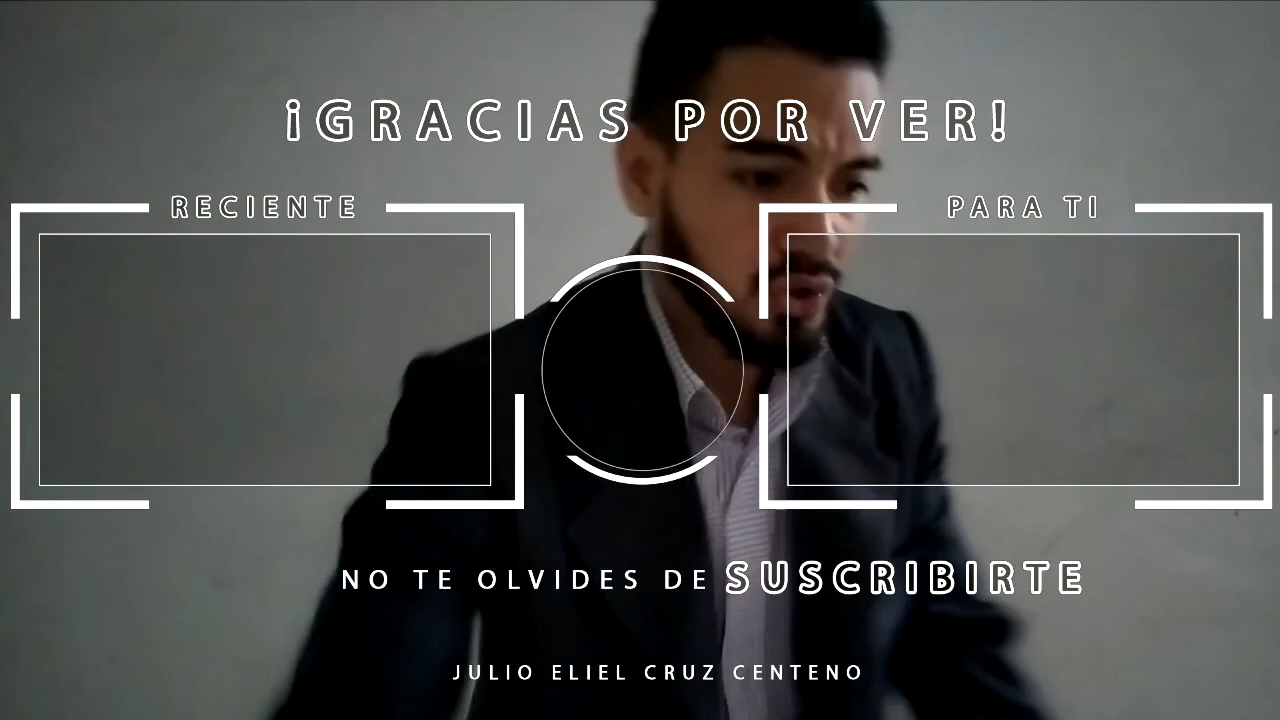 ¡GRACIAS POR VER!
RECIENTE
PARA TI
NO TE OLVIDES DE SUSCRIBIRTE
JULIO ELIEL CRUZ CENTENO